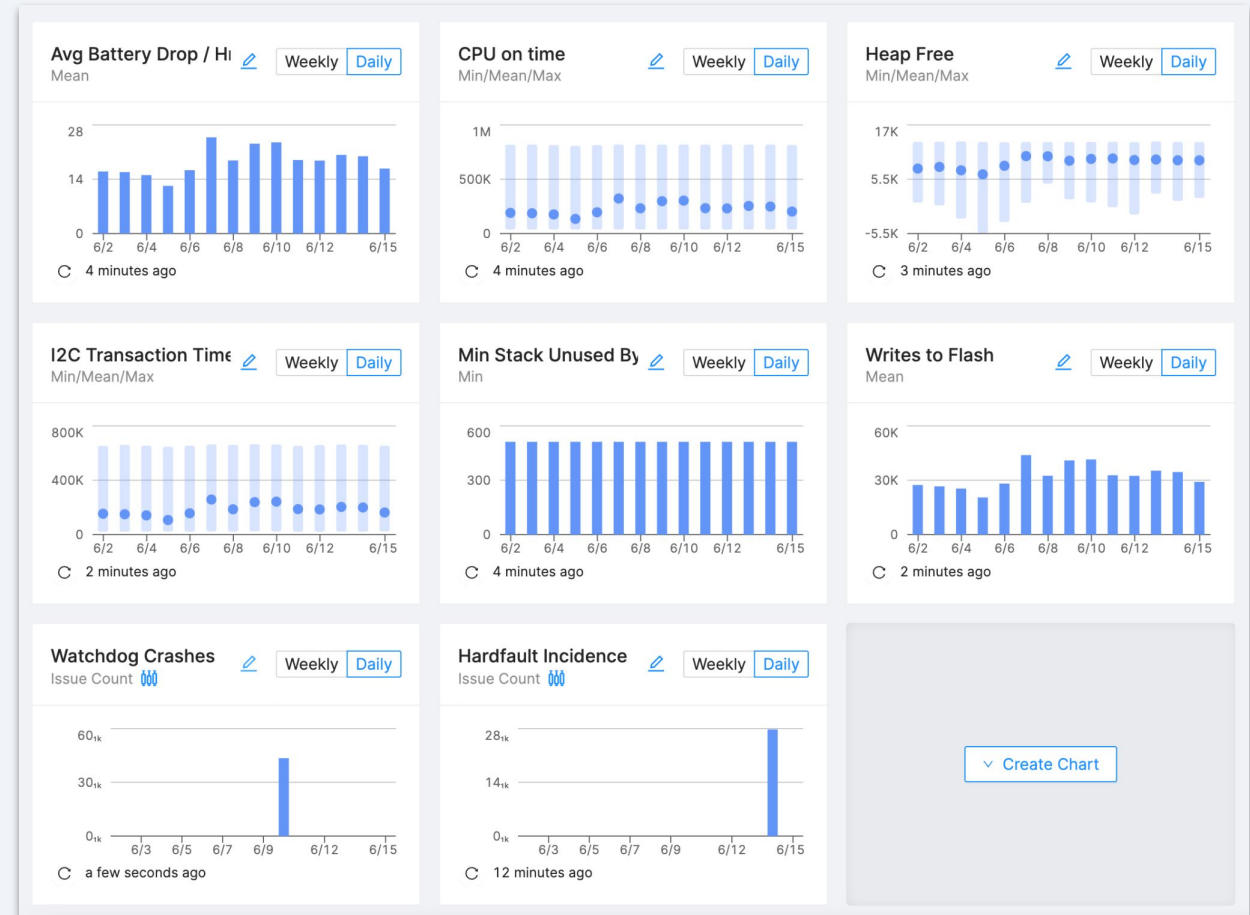 Avg Battery Drop / H
Weekly Daily
Mean
28
14
0
6/2 6/4 6/6 6/8 6/10 6/12 6/15
4 minutes ago
CPU on time
Weekly Daily
Min/Mean/Max
1M
500K
0
6/2 6/4 6/6 6/8 6/10 6/12 6/15
4 minutes ago
Heap Free
Weekly Daily
Min/Mean/Max
17K
5.5K
-5.5K
6/2 6/4 6/6 6/8 6/10 6/12 6/15
3 minutes ago
I2C Transaction Time
Weekly Daily
Min/Mean/Max
800K
400K
0
6/2 6/4 6/6 6/8 6/10 6/12 6/15
2 minutes ago
Min Stack Unused By
Weekly Daily
Min
600
300
0
6/2 6/4 6/6 6/8 6/10 6/12 6/15
4 minutes ago
Writes to Flash
Weekly Daily
Mean
60K
30K
0
6/2 6/4 6/6 6/8 6/10 6/12 6/15
2 minutes ago
Watchdog Crashes
Weekly Daily
Issue Count
60₁ₖ
30₁ₖ
0₁ₖ
6/3 6/5 6/7 6/9 6/12 6/15
a few seconds ago
Hardfault Incidence
Weekly Daily
Issue Count
28₁ₖ
14₁ₖ
0₁ₖ
6/3 6/5 6/7 6/9 6/12 6/15
12 minutes ago
Create Chart